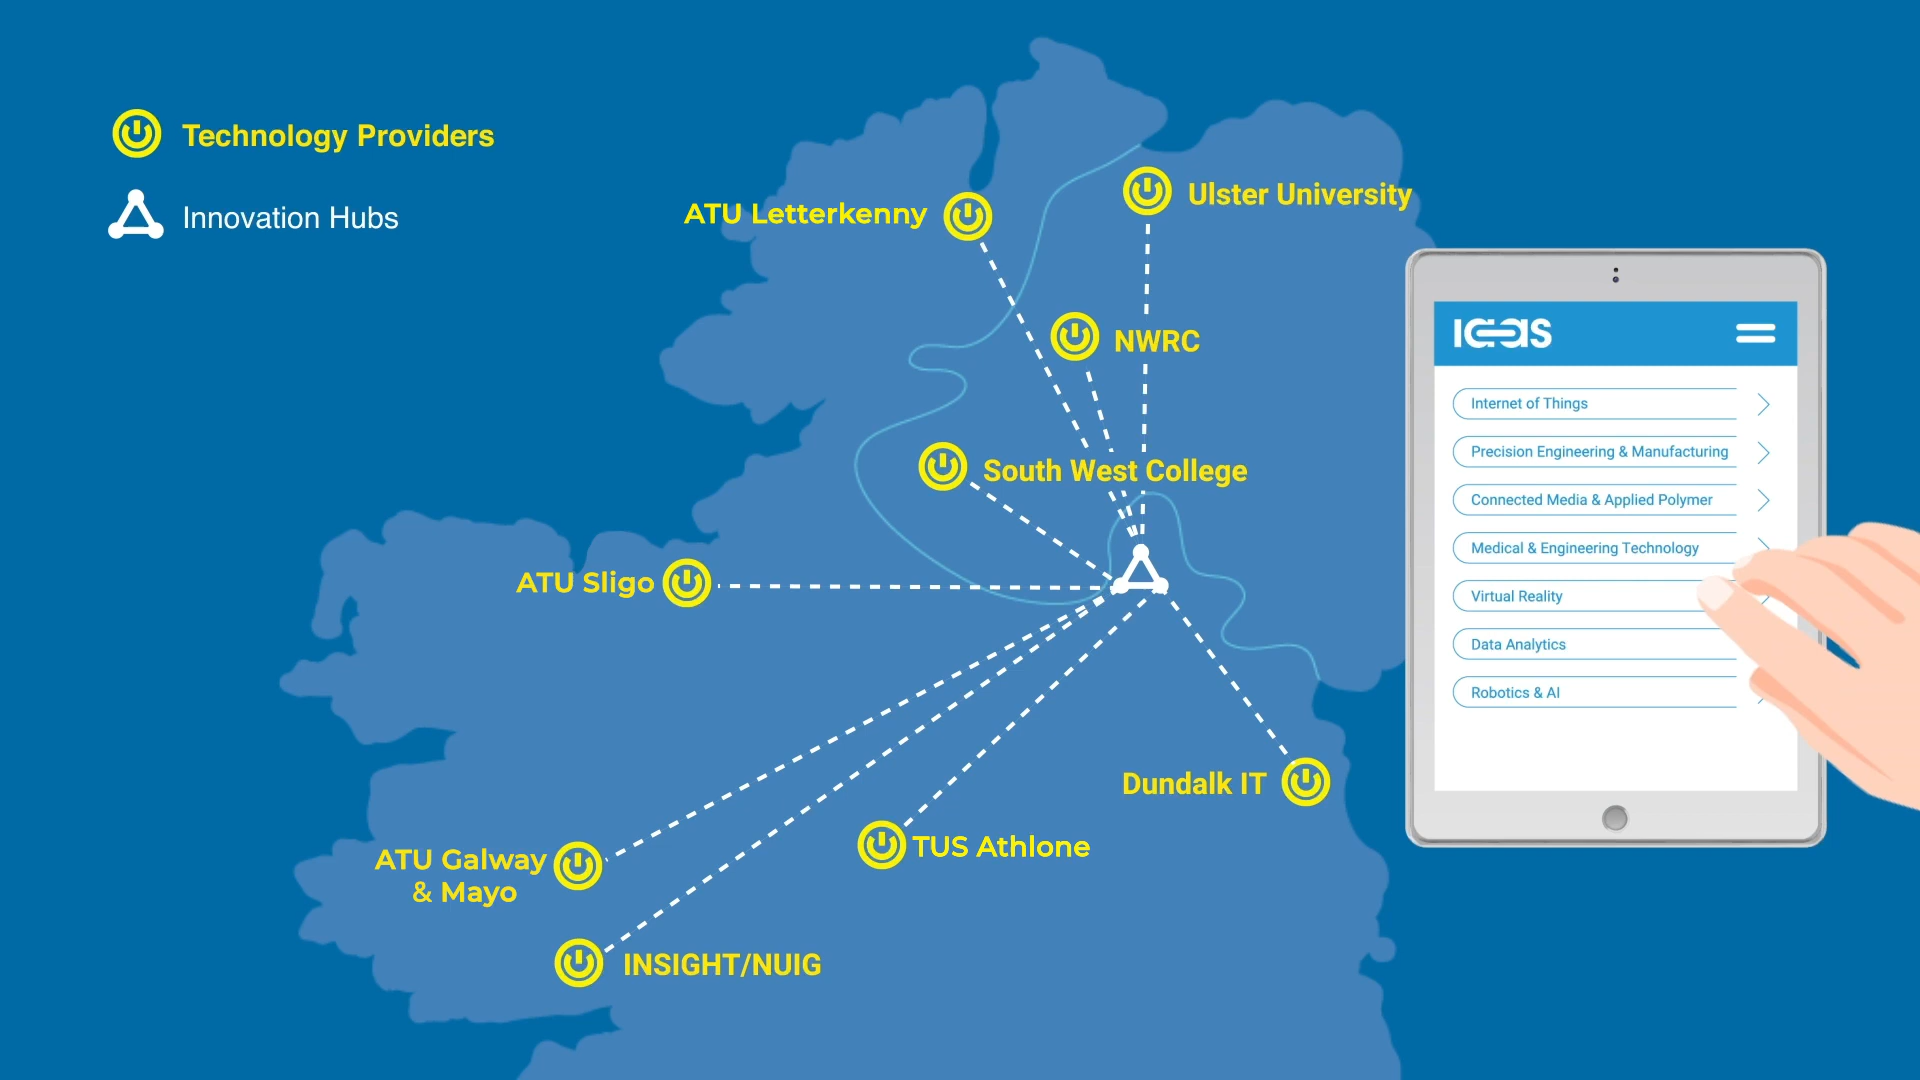 Technology Providers
Innovation Hubs
ATU Letterkenny
Ulster University
NWRC
South West College
ATU Sligo
Dundalk IT
TUS Athlone
ATU Galway
& Mayo
INSIGHT/NUIG
Internet of Things
Precision Engineering & Manufacturing
Connected Media & Applied Polymer
Medical & Engineering Technology
Virtual Reality
Data Analytics
Robotics & AI